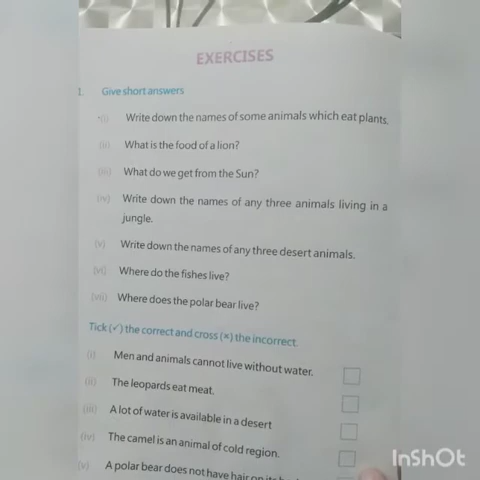 EXERCISES
1. Give short answers
(i) Write down the names of some animals which eat plants.
(ii) What is the food of a lion?
(iii) What do we get from the Sun?
(iv) Write down the names of any three animals living in a
jungle.
(v) Write down the names of any three desert animals.
(vi) Where do the fishes live?
(vii) Where does the polar bear live?
Tick (✓) the correct and cross (×) the incorrect.
(i) Men and animals cannot live without water.
(ii) The leopards eat meat.
(iii) A lot of water is available in a desert
(iv) The camel is an animal of cold region.
(v) A polar bear does not have hair on its
InShOt